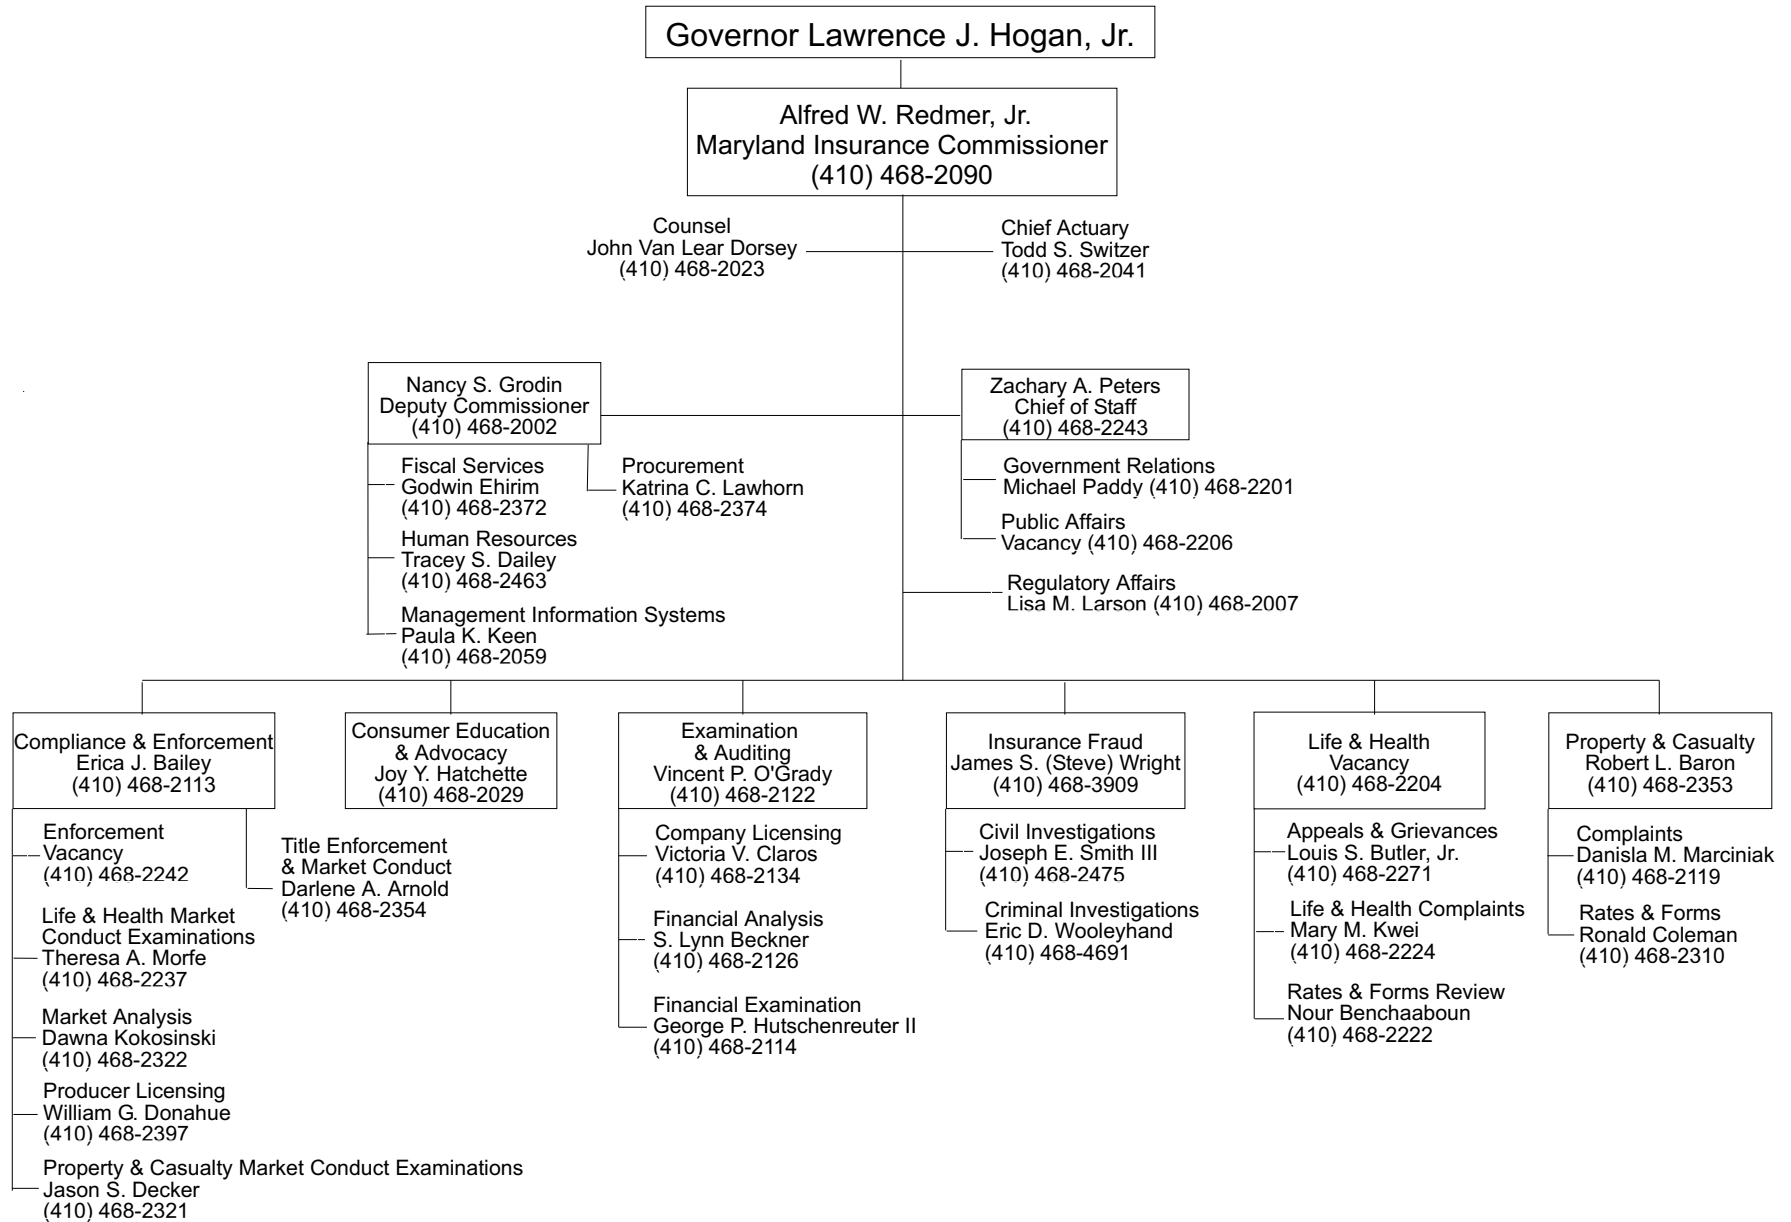 Governor Lawrence J. Hogan, Jr.
Alfred W. Redmer, Jr.
Maryland Insurance Commissioner
(410) 468-2090
Counsel
John Van Lear Dorsey
(410) 468-2023
Chief Actuary
Todd S. Switzer
(410) 468-2041
Nancy S. Grodin
Deputy Commissioner
(410) 468-2002
Zachary A. Peters
Chief of Staff
(410) 468-2243
Fiscal Services
Godwin Ehirim
(410) 468-2372
Procurement
Katrina C. Lawhorn
(410) 468-2374
Human Resources
Tracey S. Dailey
(410) 468-2463
Management Information Systems
Paula K. Keen
(410) 468-2059
Government Relations
Michael Paddy (410) 468-2201
Public Affairs
Vacancy (410) 468-2206
Regulatory Affairs
Lisa M. Larson (410) 468-2007
Compliance & Enforcement
Erica J. Bailey
(410) 468-2113
Enforcement
Vacancy
(410) 468-2242
Title Enforcement
& Market Conduct
Darlene A. Arnold
(410) 468-2354
Life & Health Market
Conduct Examinations
Theresa A. Morfe
(410) 468-2237
Market Analysis
Dawna Kokosinski
(410) 468-2322
Producer Licensing
William G. Donahue
(410) 468-2397
Property & Casualty Market Conduct Examinations
Jason S. Decker
(410) 468-2321
Consumer Education
& Advocacy
Joy Y. Hatchette
(410) 468-2029
Examination
& Auditing
Vincent P. O'Grady
(410) 468-2122
Company Licensing
Victoria V. Claros
(410) 468-2134
Financial Analysis
S. Lynn Beckner
(410) 468-2126
Financial Examination
George P. Hutschenreuter II
(410) 468-2114
Insurance Fraud
James S. (Steve) Wright
(410) 468-3909
Civil Investigations
Joseph E. Smith III
(410) 468-2475
Criminal Investigations
Eric D. Wooleyhand
(410) 468-4691
Life & Health
Vacancy
(410) 468-2204
Appeals & Grievances
Louis S. Butler, Jr.
(410) 468-2271
Life & Health Complaints
Mary M. Kwei
(410) 468-2224
Rates & Forms Review
Nour Benchaaboun
(410) 468-2222
Property & Casualty
Robert L. Baron
(410) 468-2353
Complaints
Danisla M. Marciniak
(410) 468-2119
Rates & Forms
Ronald Coleman
(410) 468-2310